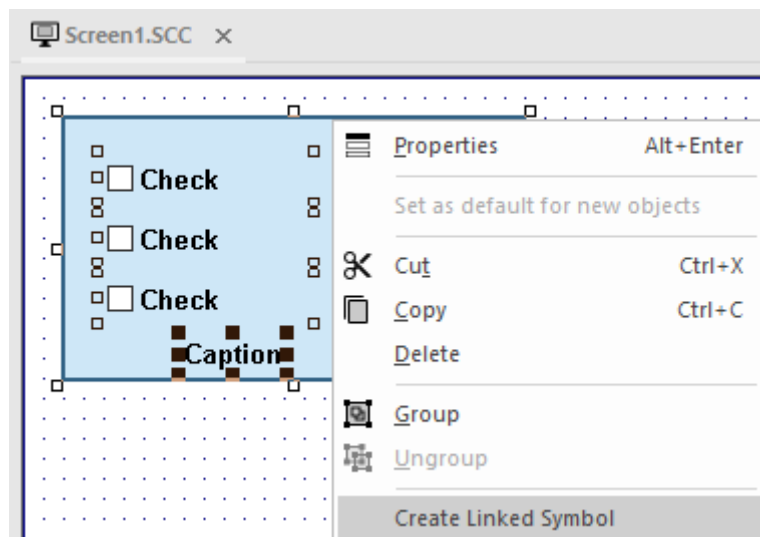 Screen1.SCC
Properties Alt+Enter
Check
Set as default for new objects
Check
Cut Ctrl+X
Check
Copy Ctrl+C
Caption
Delete
Group
Ungroup
Create Linked Symbol